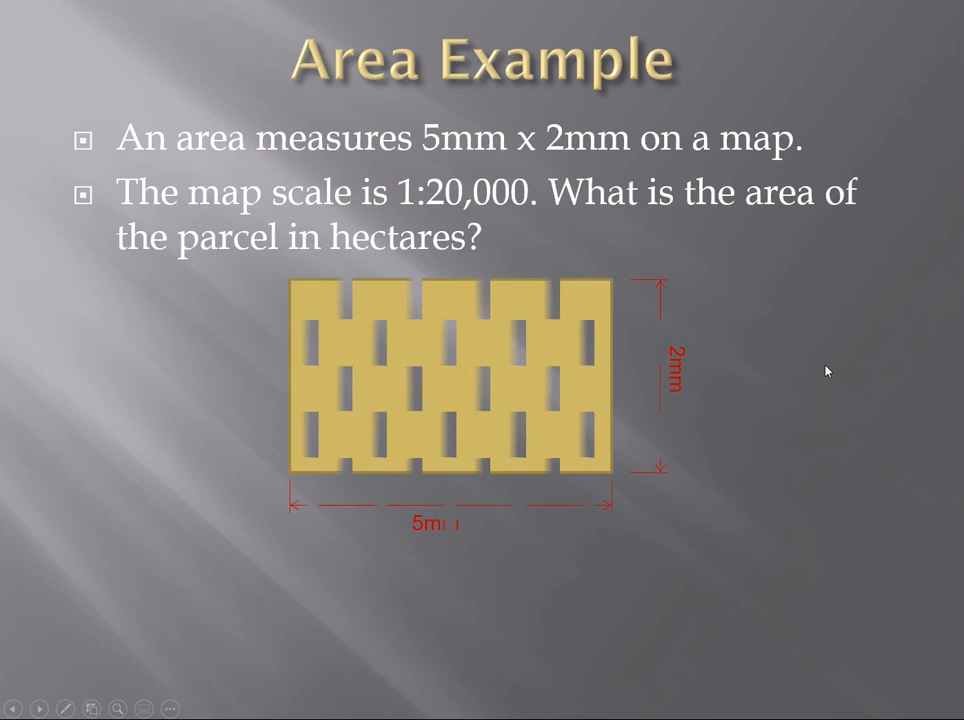 Area Example
An area measures 5mm x 2mm on a map.
The map scale is 1:20,000. What is the area of
the parcel in hectares?
2mm